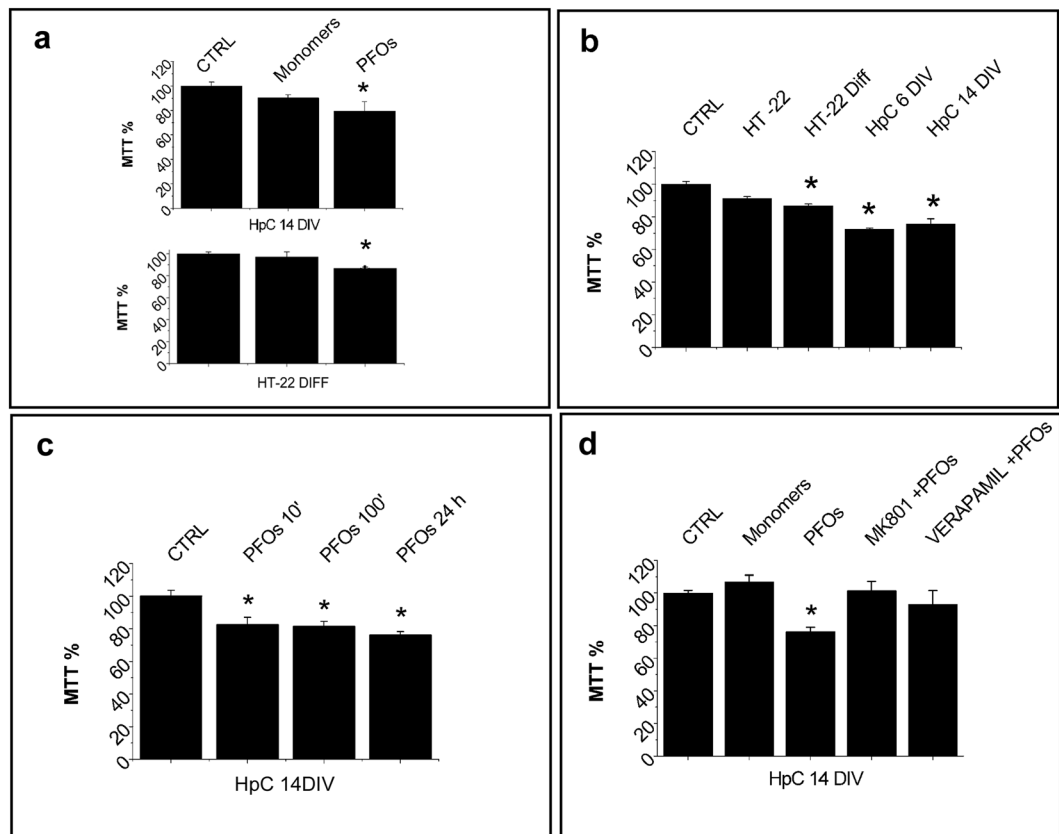 a
CTRL
Monomers
PFOs
120
100
80
60
40
20
0
MTT %
*
HpC 14 DIV
100
80
60
40
20
0
MTT %
*
HT-22 DIFF
b
CTRL
HT -22
HT-22 Diff
HpC 6 DIV
HpC 14 DIV
120
100
80
60
40
20
0
MTT %
* * *
c
CTRL
PFOs 10'
PFOs 100'
PFOs 24 h
120
100
80
60
40
20
0
MTT %
* * *
HpC 14DIV
d
CTRL
Monomers
PFOs
MK801 +PFOs
VERAPAMIL +PFOs
120
100
80
60
40
20
0
MTT %
*
HpC 14 DIV